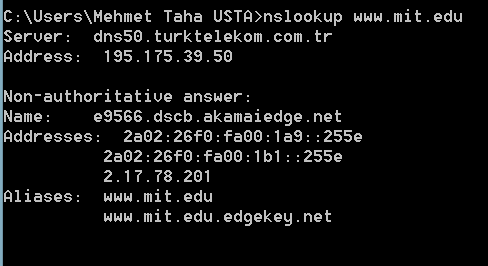 C:\Users\Mehmet Taha USTA>nslookup www.mit.edu
Server:  dns50.turktelekom.com.tr
Address:  195.175.39.50
Non-authoritative answer:
Name:    e9566.dscb.akamaiedge.net
Addresses:  2a02:26f0:fa00:1a9::255e
2a02:26f0:fa00:1b1::255e
2.17.78.201
Aliases:  www.mit.edu
www.mit.edu.edgekey.net